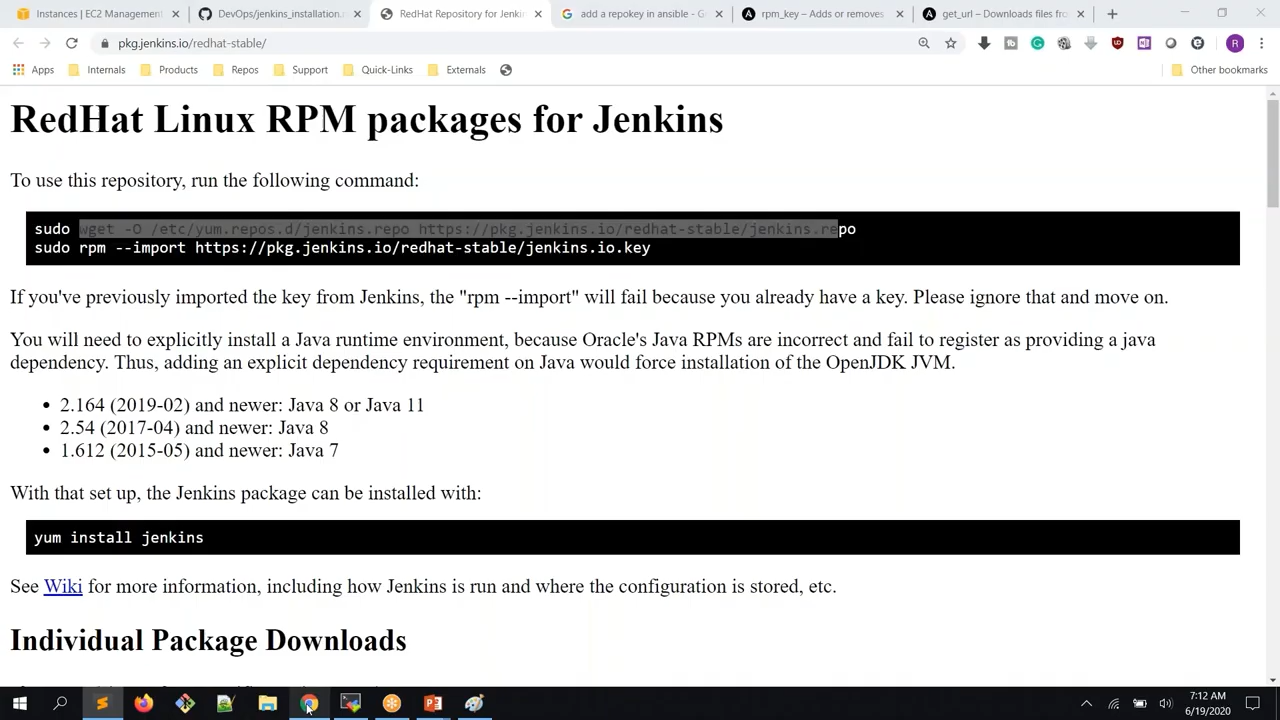 Instances | EC2 Management
DevOps/jenkins_installation.m
RedHat Repository for Jenkin
add a repokey in ansible - G
rpm_key – Adds or removes
get_url – Downloads files fro
pkg.jenkins.io/redhat-stable/
R
Apps
Internals
Products
Repos
Support
Quick-Links
Externals
Other bookmarks
RedHat Linux RPM packages for Jenkins
To use this repository, run the following command:
sudo wget -O /etc/yum.repos.d/jenkins.repo https://pkg.jenkins.io/redhat-stable/jenkins.repo
sudo rpm --import https://pkg.jenkins.io/redhat-stable/jenkins.io.key
If you've previously imported the key from Jenkins, the "rpm --import" will fail because you already have a key. Please ignore that and move on.
You will need to explicitly install a Java runtime environment, because Oracle's Java RPMs are incorrect and fail to register as providing a java
dependency. Thus, adding an explicit dependency requirement on Java would force installation of the OpenJDK JVM.
• 2.164 (2019-02) and newer: Java 8 or Java 11
• 2.54 (2017-04) and newer: Java 8
• 1.612 (2015-05) and newer: Java 7
With that set up, the Jenkins package can be installed with:
yum install jenkins
See Wiki for more information, including how Jenkins is run and where the configuration is stored, etc.
Individual Package Downloads
7:12 AM
6/19/2020